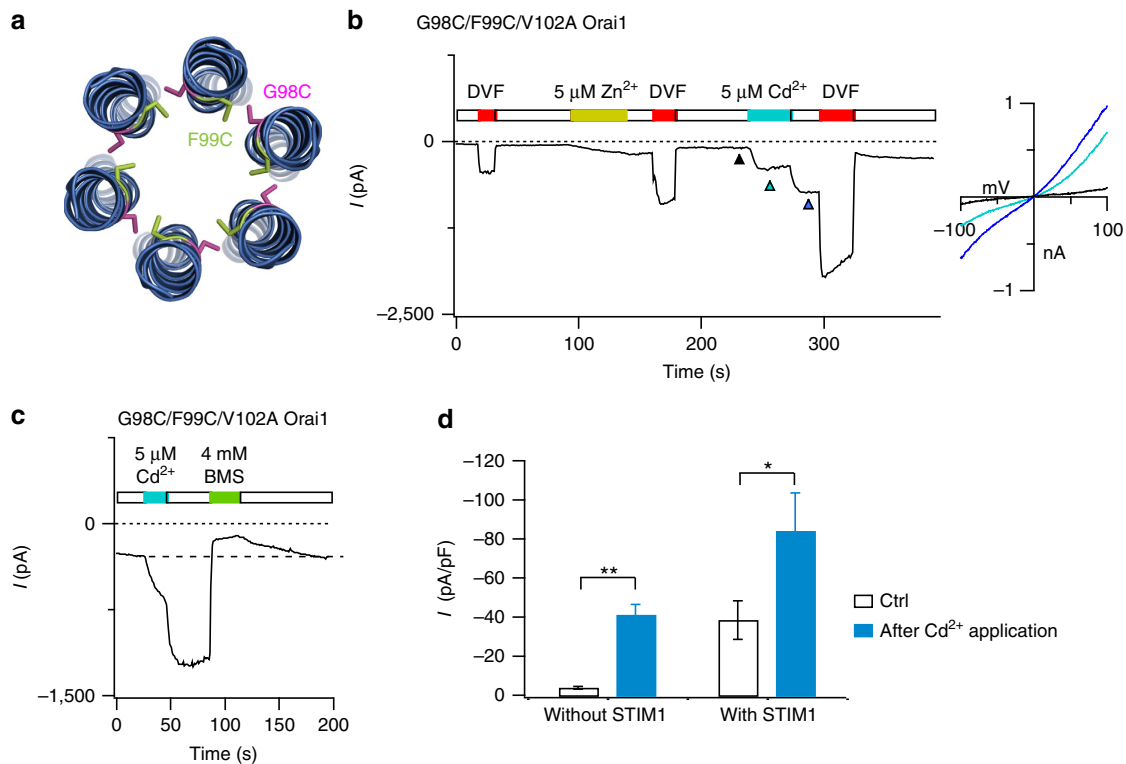 a
G98C
F99C
b
G98C/F99C/V102A Orai1
DVF
5 μM Zn²⁺
DVF
5 μM Cd²⁺
DVF
0
I (pA)
−2,500
0
100
200
300
Time (s)
1
mV
−100
100
nA
−1
c
G98C/F99C/V102A Orai1
5 μM
Cd²⁺
4 mM
BMS
0
I (pA)
−1,500
0
50
100
150
200
Time (s)
d
−120
−100
−80
−60
−40
−20
0
I (pA/pF)
**
*
Without STIM1
With STIM1
Ctrl
After Cd²⁺ application